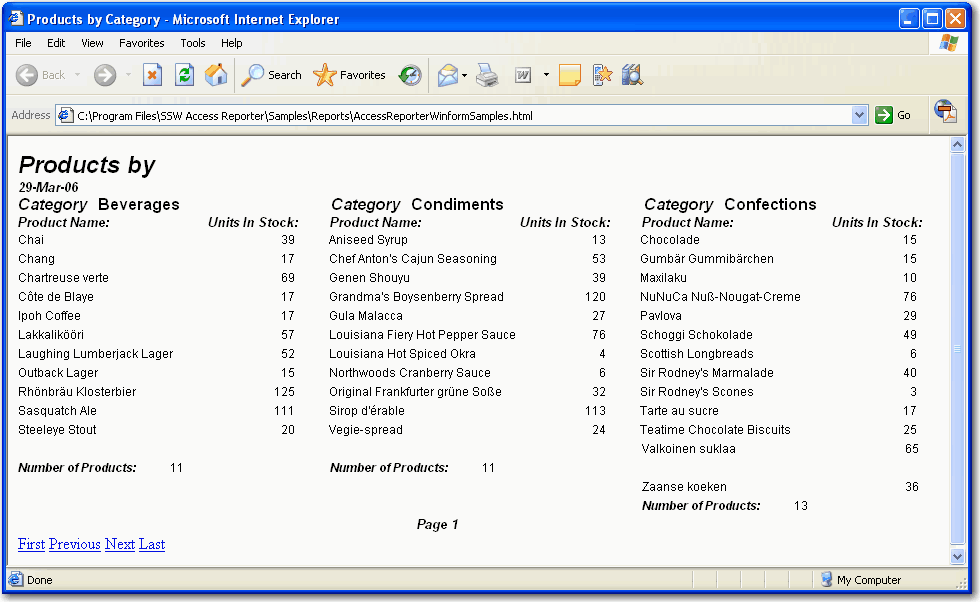 Products by Category - Microsoft Internet Explorer
File Edit View Favorites Tools Help
Back Search Favorites W
Address C:\Program Files\SSW Access Reporter\Samples\Reports\AccessReporterWinformSamples.html Go
Products by
29-Mar-06
Category Beverages Category Condiments Category Confections
Product Name: Units In Stock: Product Name: Units In Stock: Product Name: Units In Stock:
Chai 39 Aniseed Syrup 13 Chocolade 15
Chang 17 Chef Anton's Cajun Seasoning 53 Gumbär Gummibärchen 15
Chartreuse verte 69 Genen Shouyu 39 Maxilaku 10
Côte de Blaye 17 Grandma's Boysenberry Spread 120 NuNuCa Nuß-Nougat-Creme 76
Ipoh Coffee 17 Gula Malacca 27 Pavlova 29
Lakkalikööri 57 Louisiana Fiery Hot Pepper Sauce 76 Schoggi Schokolade 49
Laughing Lumberjack Lager 52 Louisiana Hot Spiced Okra 4 Scottish Longbreads 6
Outback Lager 15 Northwoods Cranberry Sauce 6 Sir Rodney's Marmalade 40
Rhönbräu Klosterbier 125 Original Frankfurter grüne Soße 32 Sir Rodney's Scones 3
Sasquatch Ale 111 Sirop d'érable 113 Tarte au sucre 17
Steeleye Stout 20 Vegie-spread 24 Teatime Chocolate Biscuits 25
Valkoinen suklaa 65
Number of Products: 11 Number of Products: 11
Zaanse koeken 36
Number of Products: 13
Page 1
First Previous Next Last
Done My Computer